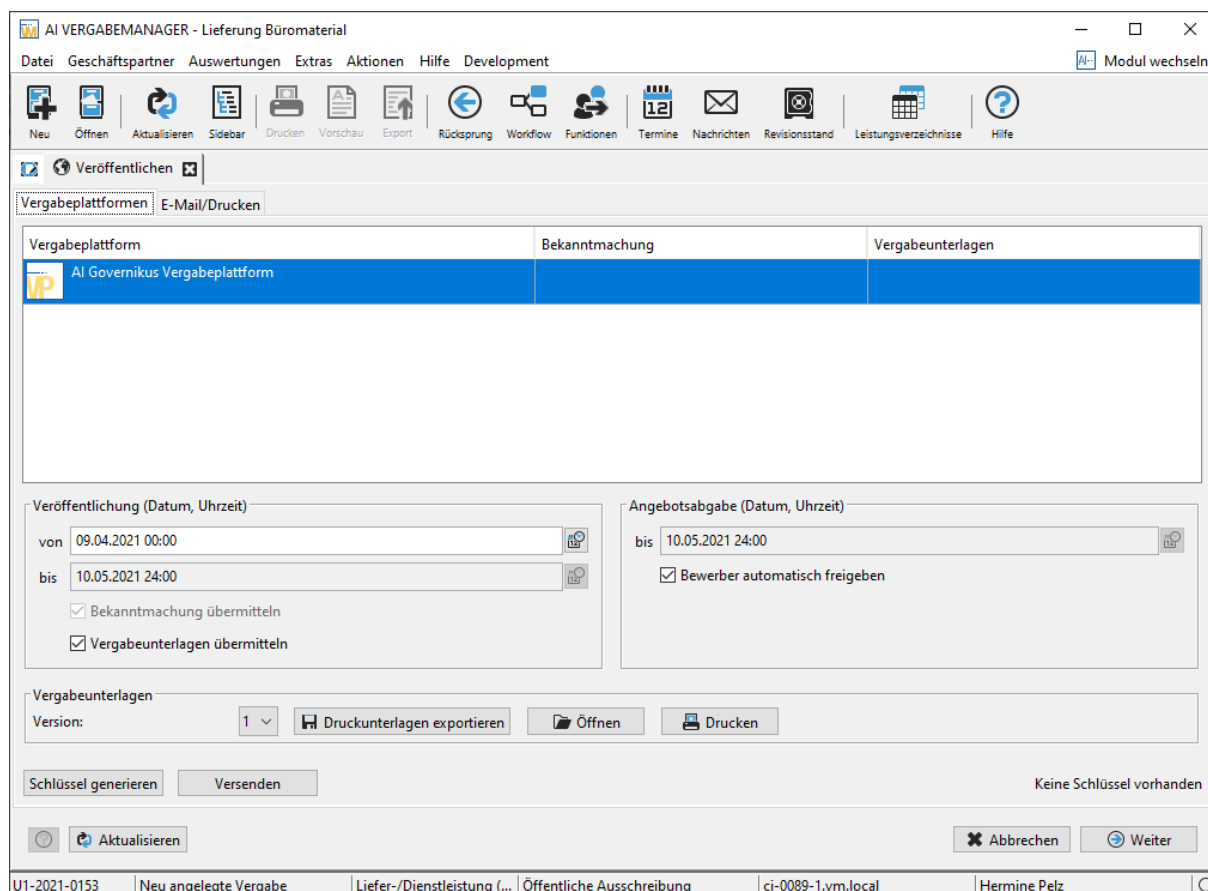 AI VERGABEMANAGER - Lieferung Büromaterial
Datei Geschäftspartner Auswertungen Extras Aktionen Hilfe Development
AI-- Modul wechseln
Neu Öffnen Aktualisieren Sidebar Drucken Vorschau Export Rücksprung Workflow Funktionen Termine Nachrichten Revisionsstand Leistungsverzeichnisse Hilfe
Veröffentlichen
Vergabeplattformen E-Mail/Drucken
Vergabeplattform Bekanntmachung Vergabeunterlagen
VP AI Governikus Vergabeplattform
Veröffentlichung (Datum, Uhrzeit)
von 09.04.2021 00:00
bis 10.05.2021 24:00
Bekanntmachung übermitteln
Vergabeunterlagen übermitteln
Angebotsabgabe (Datum, Uhrzeit)
bis 10.05.2021 24:00
Bewerber automatisch freigeben
Vergabeunterlagen
Version: 1 Druckunterlagen exportieren Öffnen Drucken
Schlüssel generieren Versenden Keine Schlüssel vorhanden
Aktualisieren Abbrechen Weiter
U1-2021-0153 Neu angelegte Vergabe Liefer-/Dienstleistung (... Öffentliche Ausschreibung ci-0089-1.vm.local Hermine Pelz